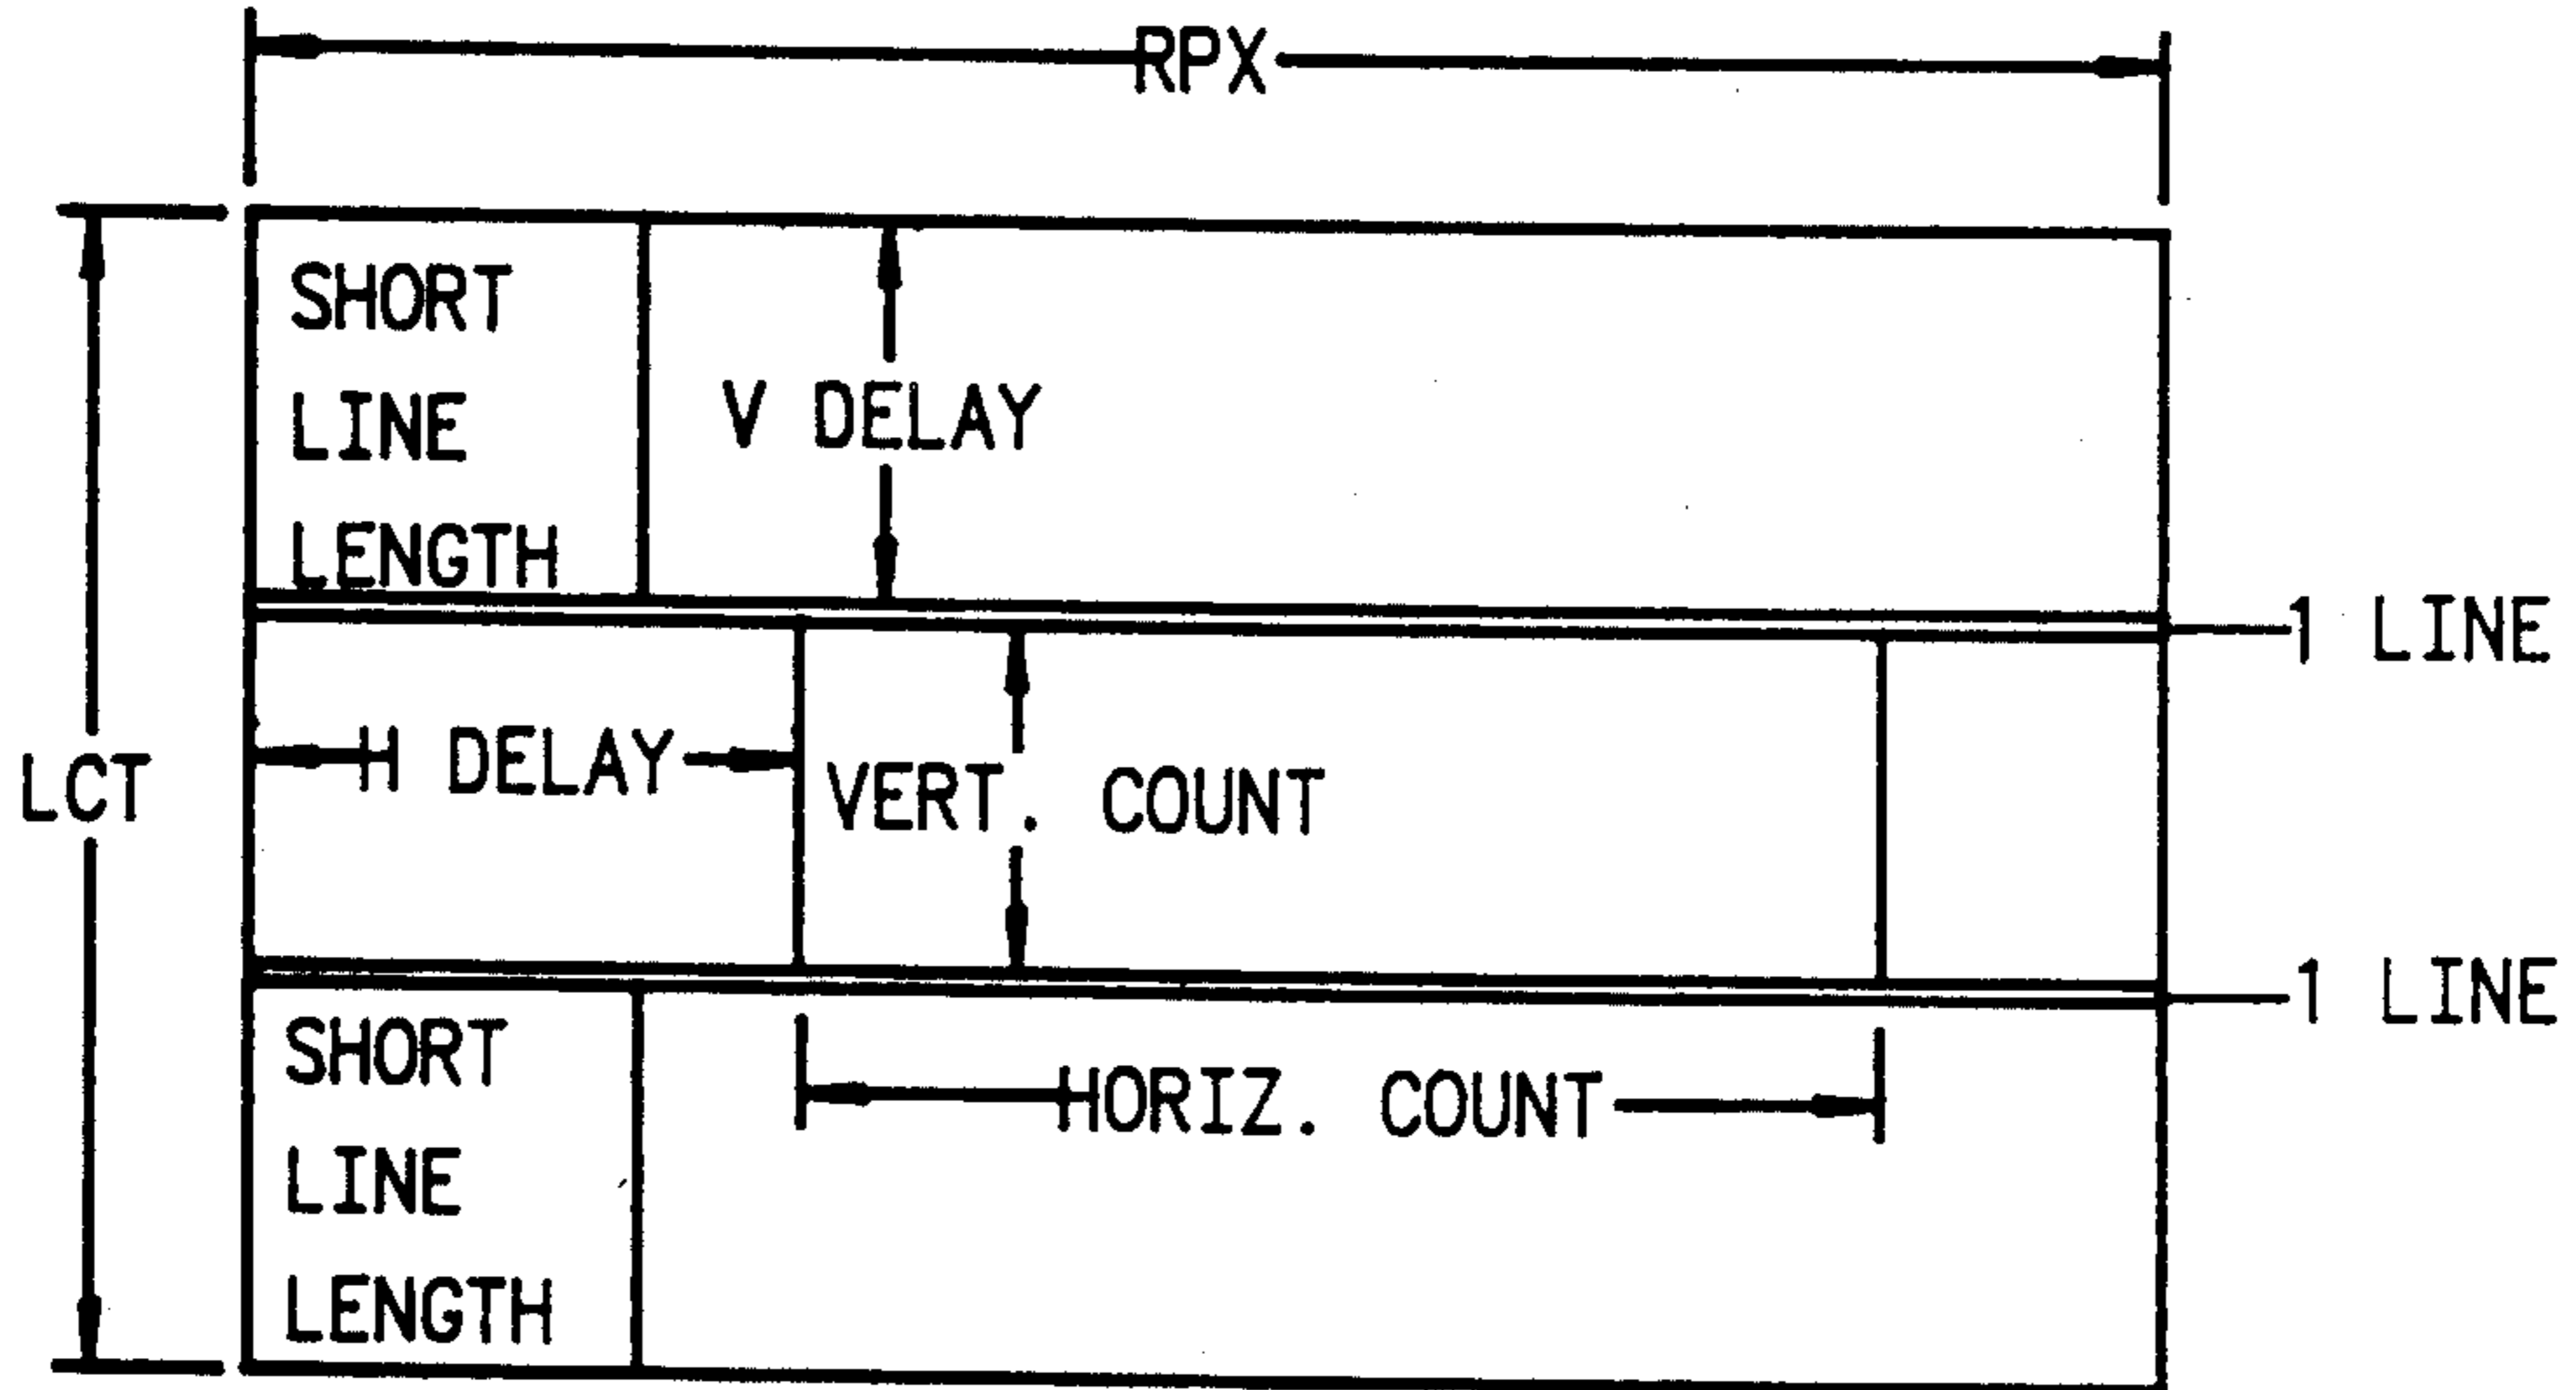 RPX
SHORT
LINE
LENGTH
V DELAY
1 LINE
LCT
H DELAY
VERT. COUNT
1 LINE
SHORT
LINE
LENGTH
HORIZ. COUNT